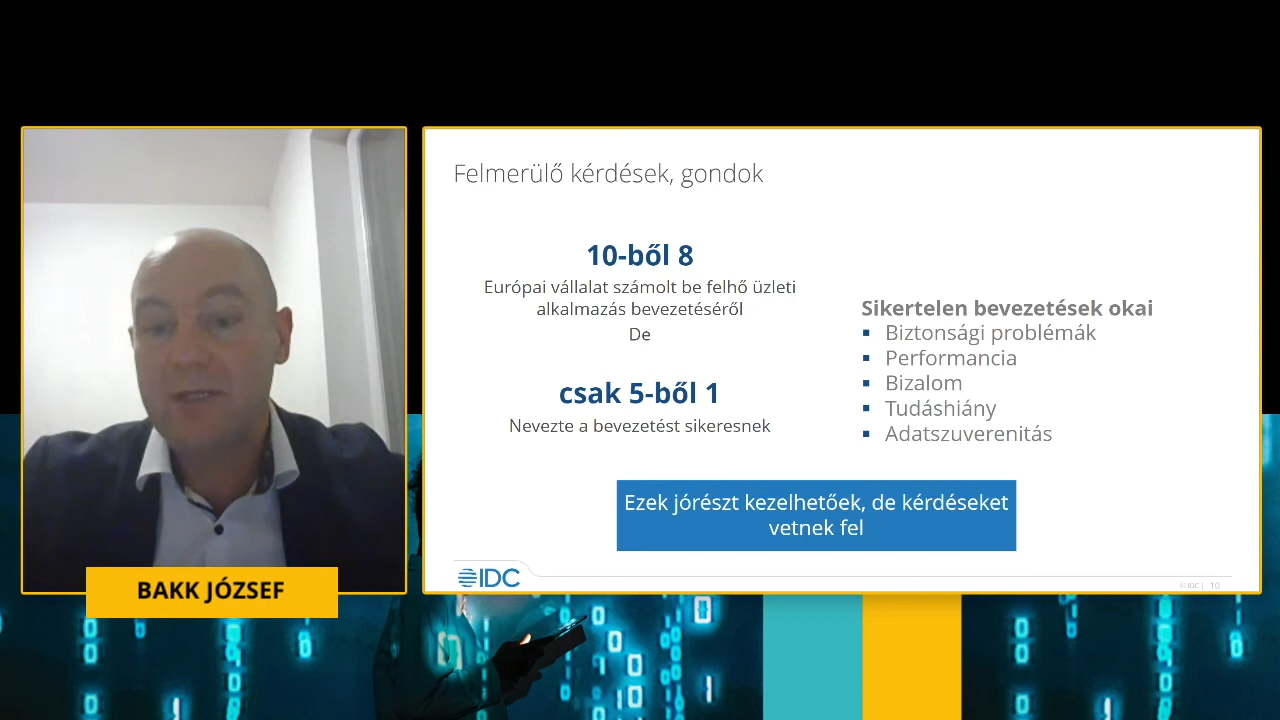 Felmerülő kérdések, gondok
10-ből 8
Európai vállalat számolt be felhő üzleti
alkalmazás bevezetéséről
De
csak 5-ből 1
Nevezte a bevezetést sikeresnek
Sikertelen bevezetések okai
▪ Biztonsági problémák
▪ Performancia
▪ Bizalom
▪ Tudáshiány
▪ Adatszuverenitás
Ezek jórészt kezelhetőek, de kérdéseket
vetnek fel
IDC
© IDC | 10
BAKK JÓZSEF